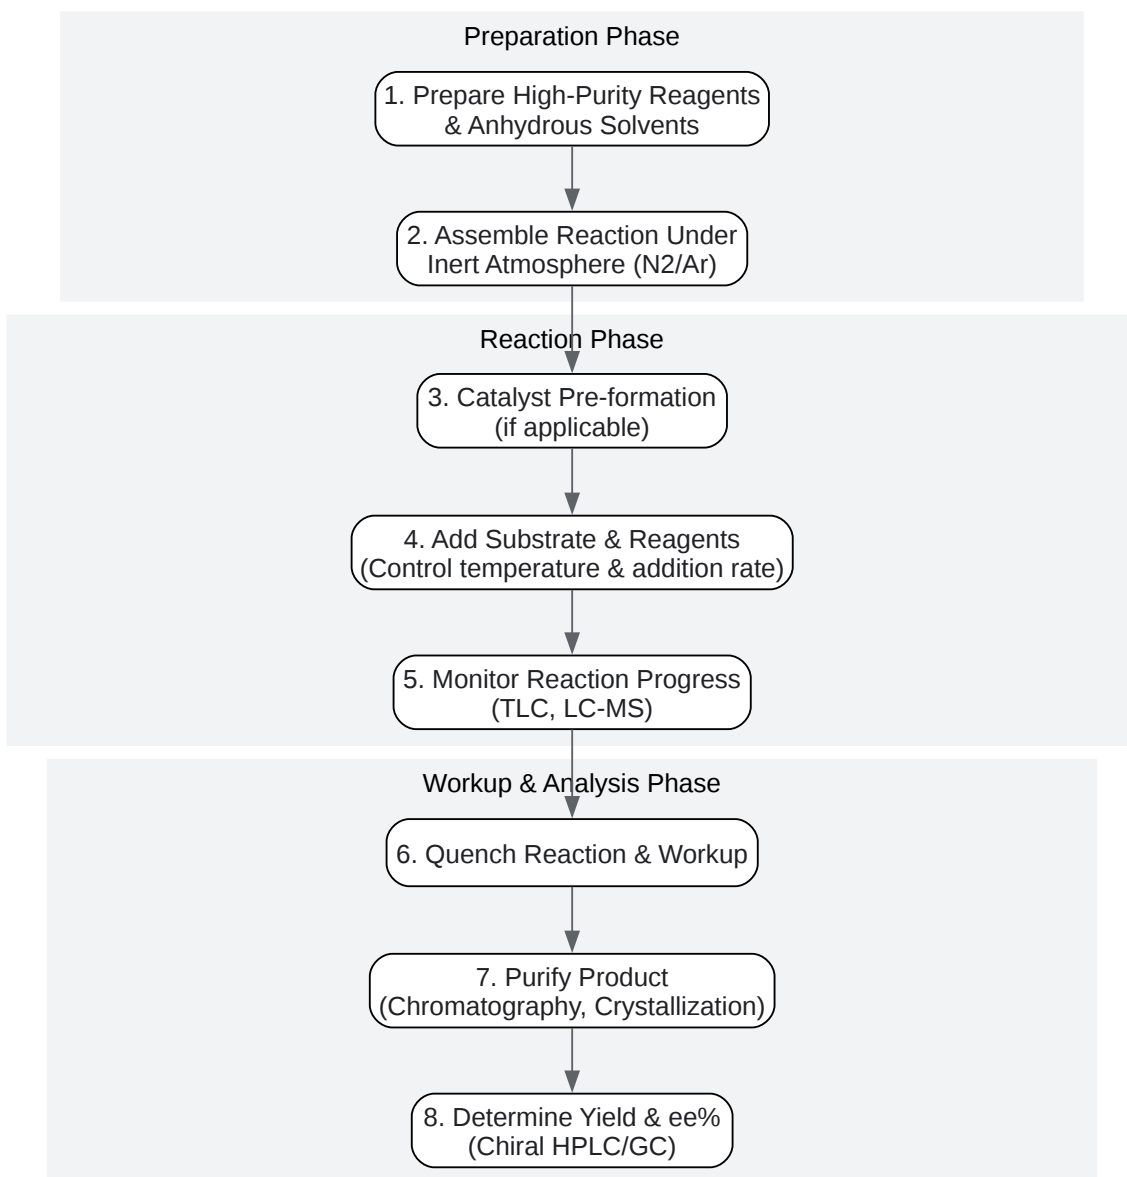 Preparation Phase
1. Prepare High-Purity Reagents
& Anhydrous Solvents
2. Assemble Reaction Under
Inert Atmosphere (N2/Ar)
Reaction Phase
3. Catalyst Pre-formation
(if applicable)
4. Add Substrate & Reagents
(Control temperature & addition rate)
5. Monitor Reaction Progress
(TLC, LC-MS)
Workup & Analysis Phase
6. Quench Reaction & Workup
7. Purify Product
(Chromatography, Crystallization)
8. Determine Yield & ee%
(Chiral HPLC/GC)